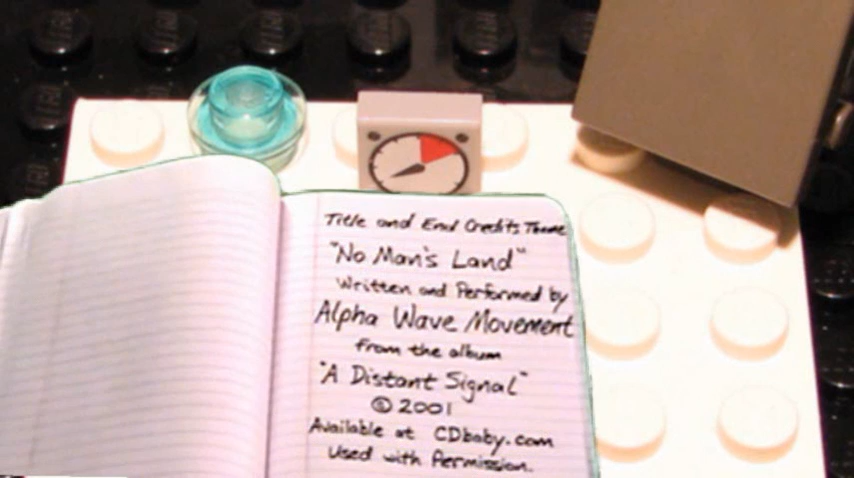 Title and End Credits Theme
"No Man's Land"
Written and Performed by
Alpha Wave Movement
from the album
"A Distant Signal"
© 2001
Available at CDbaby.com
Used with Permission.